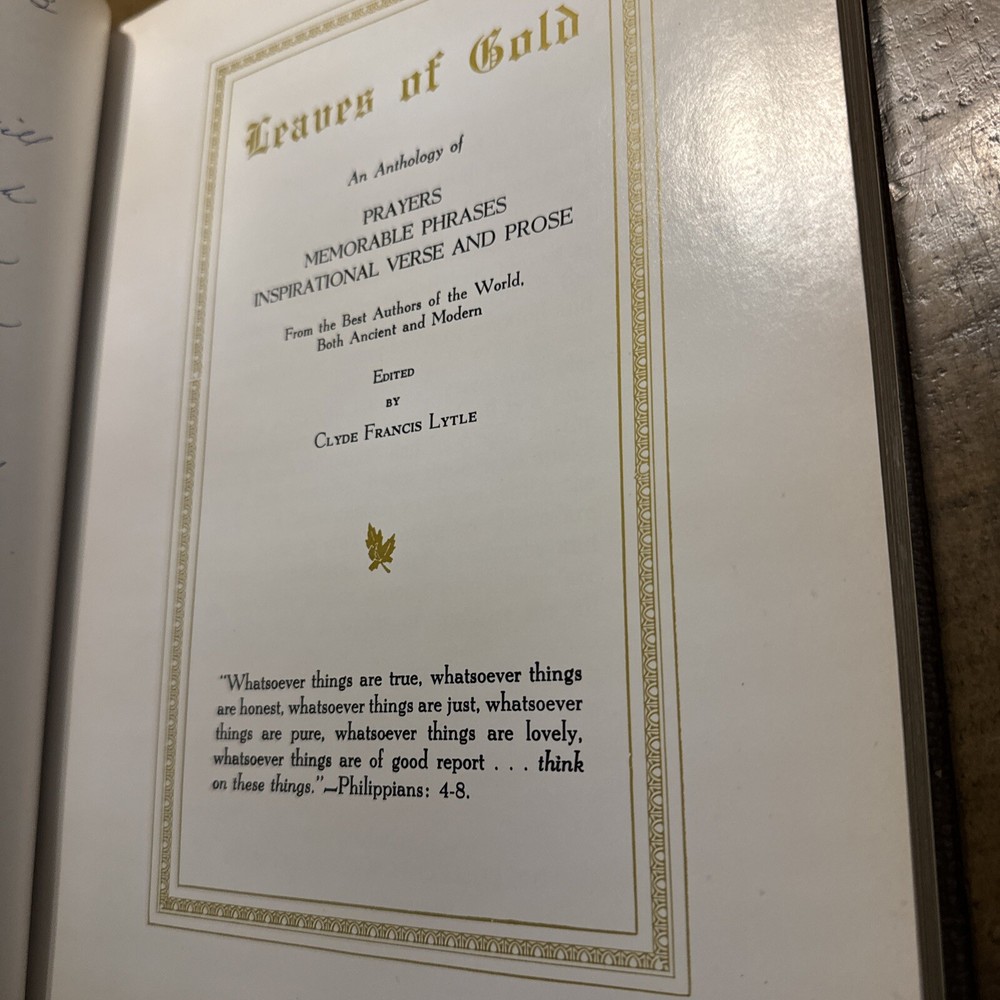 Leaves of Gold
An Anthology of
PRAYERS
MEMORABLE PHRASES
INSPIRATIONAL VERSE AND PROSE
From the Best Authors of the World,
Both Ancient and Modern
EDITED
BY
CLYDE FRANCIS LYTLE
"Whatsoever things are true, whatsoever things
are honest, whatsoever things are just, whatsoever
things are pure, whatsoever things are lovely,
whatsoever things are of good report . . . think
on these things."—Philippians: 4-8.